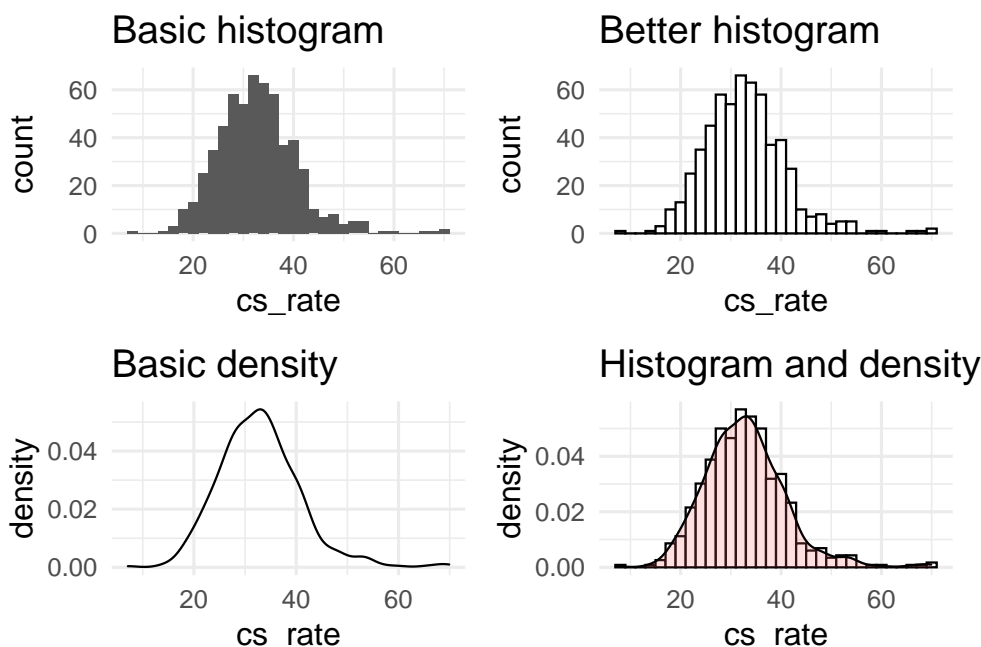 Basic histogram
count
60
40
20
0
20 40 60
cs_rate
Better histogram
count
60
40
20
0
20 40 60
cs_rate
Basic density
density
0.04
0.02
0.00
20 40 60
cs rate
Histogram and density
density
0.04
0.02
0.00
20 40 60
cs rate